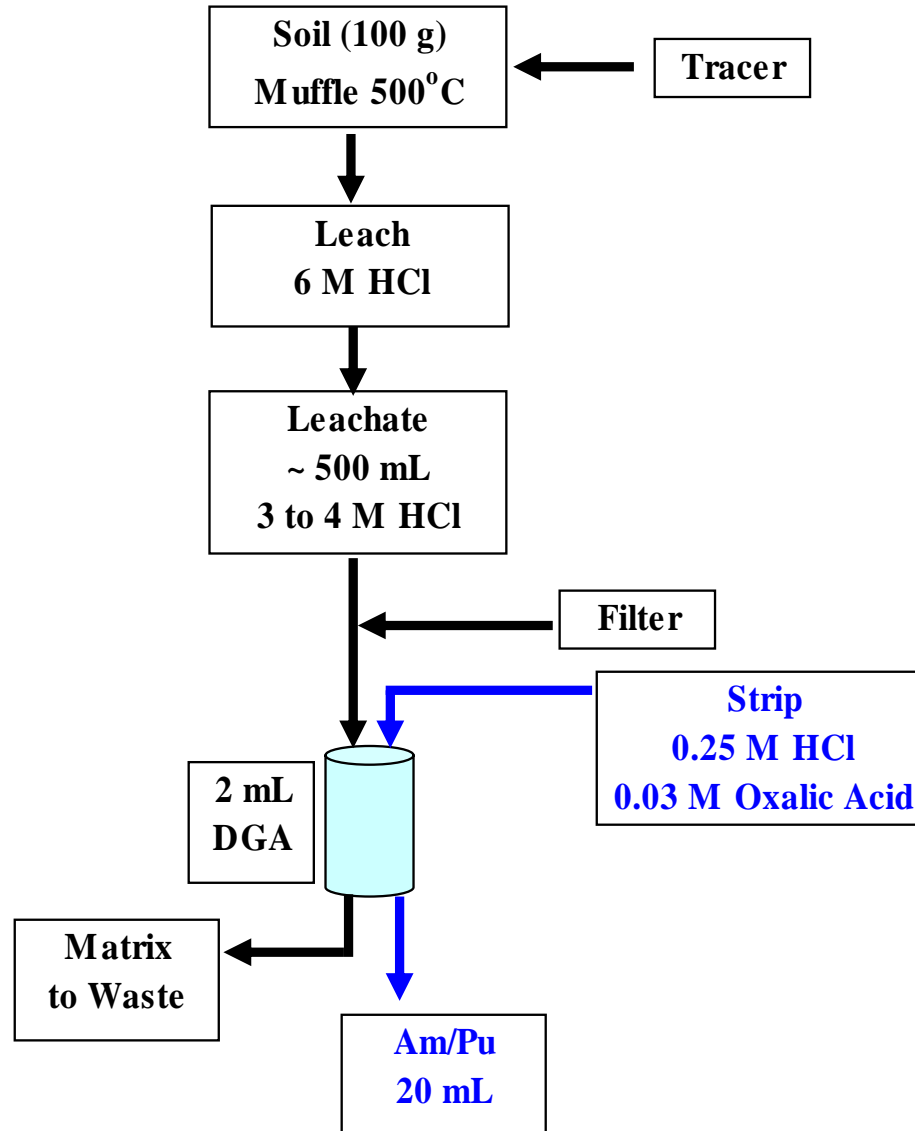 Soil (100 g)
Muffle 500°C
Tracer
Leach
6 M HCl
Leachate
~ 500 mL
3 to 4 M HCl
Filter
Strip
0.25 M HCl
0.03 M Oxalic Acid
2 mL
DGA
Matrix
to Waste
Am/Pu
20 mL